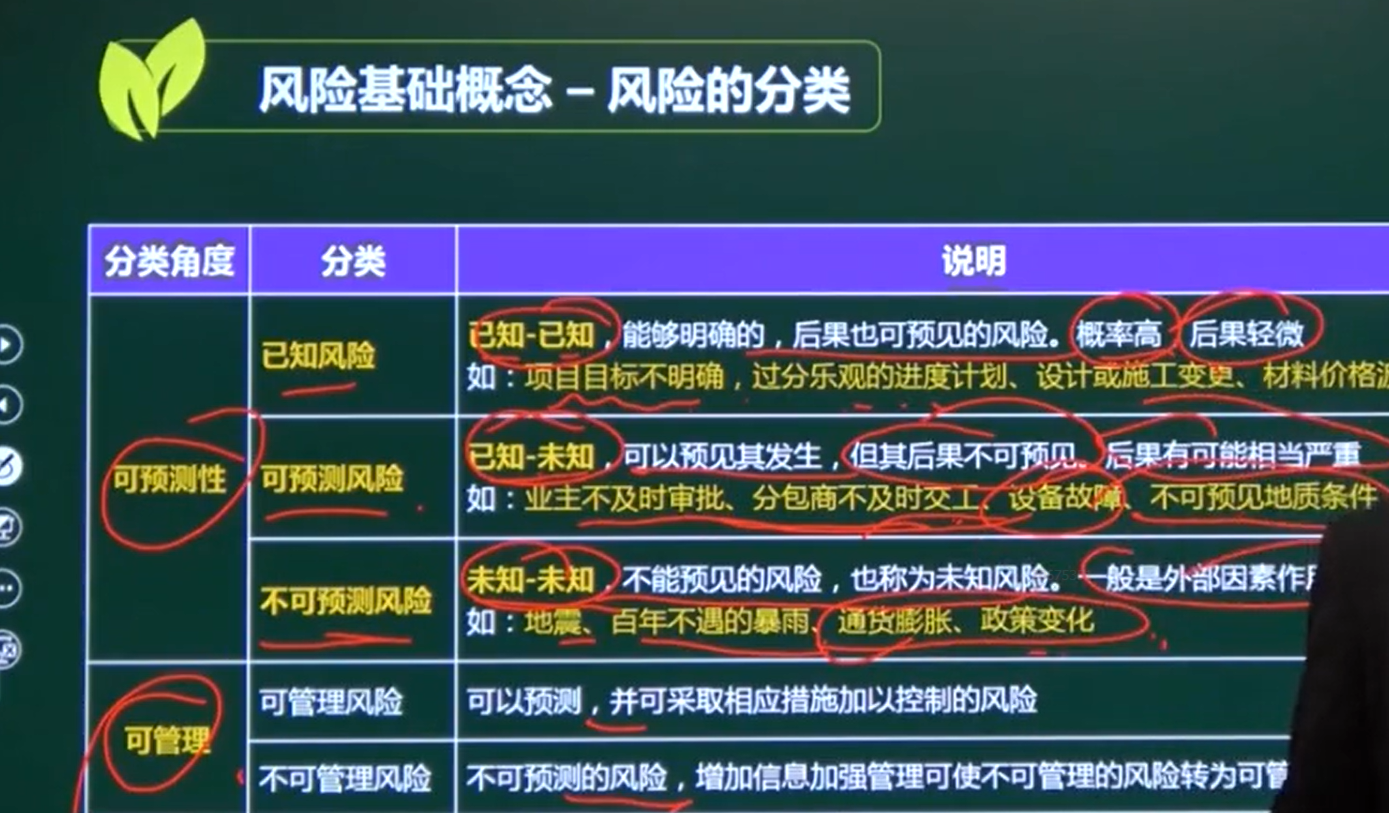 风险基础概念 – 风险的分类
分类角度 分类 说明
可预测性
已知风险
已知-已知，能够明确的，后果也可预见的风险。概率高 后果轻微
如：项目目标不明确，过分乐观的进度计划、设计或施工变更、材料价格
可预测风险
已知-未知，可以预见其发生，但其后果不可预见。后果有可能相当严重
如：业主不及时审批、分包商不及时交工、设备故障、不可预见地质条件
不可预测风险
未知-未知，不能预见的风险，也称为未知风险。一般是外部因素作
如：地震、百年不遇的暴雨、通货膨胀、政策变化
可管理
可管理风险
可以预测，并可采取相应措施加以控制的风险
不可管理风险
不可预测的风险，增加信息加强管理可使不可管理的风险转为可管